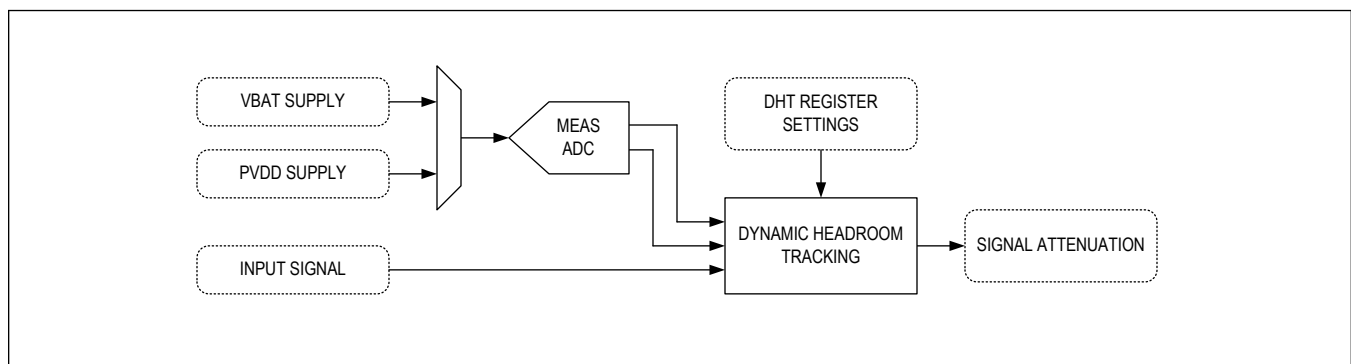 VBAT SUPPLY
PVDD SUPPLY
INPUT SIGNAL
MEAS
ADC
DHT REGISTER
SETTINGS
DYNAMIC HEADROOM
TRACKING
SIGNAL ATTENUATION